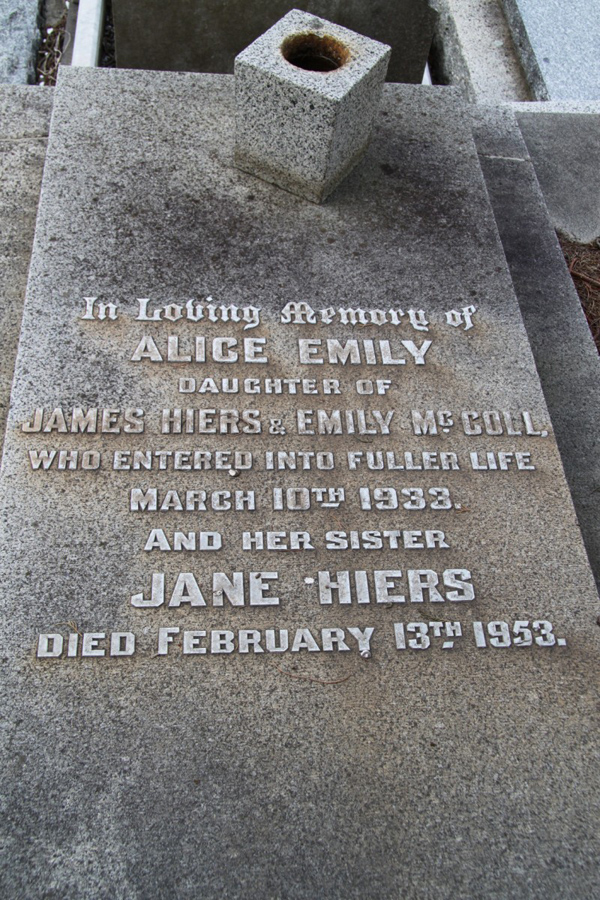 In Loving Memory of
ALICE EMILY
DAUGHTER OF
JAMES HIERS & EMILY McCOLL,
WHO ENTERED INTO FULLER LIFE
MARCH 10TH 1933.
AND HER SISTER
JANE HIERS
DIED FEBRUARY 13TH 1953.